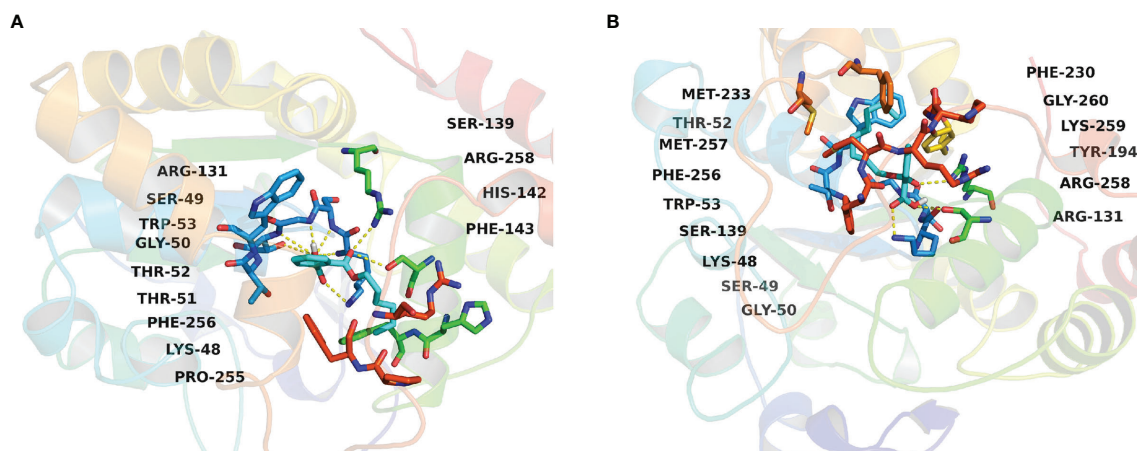 A
SER-139
ARG-258
HIS-142
PHE-143
ARG-131
SER-49
TRP-53
GLY-50
THR-52
THR-51
PHE-256
LYS-48
PRO-255
B
MET-233
THR-52
MET-257
PHE-256
TRP-53
SER-139
LYS-48
SER-49
GLY-50
PHE-230
GLY-260
LYS-259
TYR-194
ARG-258
ARG-131